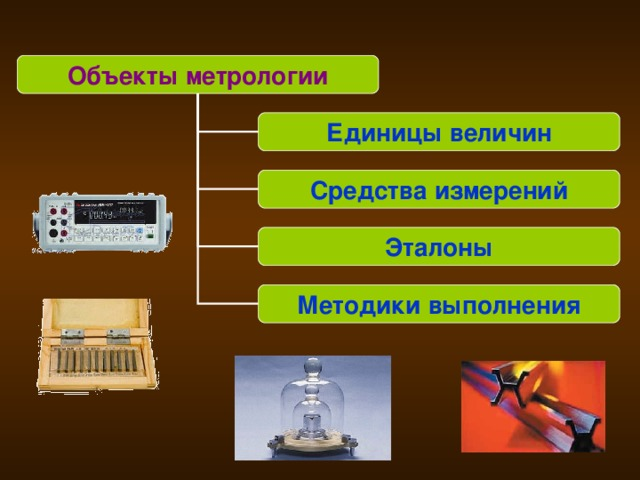 Объекты метрологии
Единицы величин
Средства измерений
Эталоны
Методики выполнения